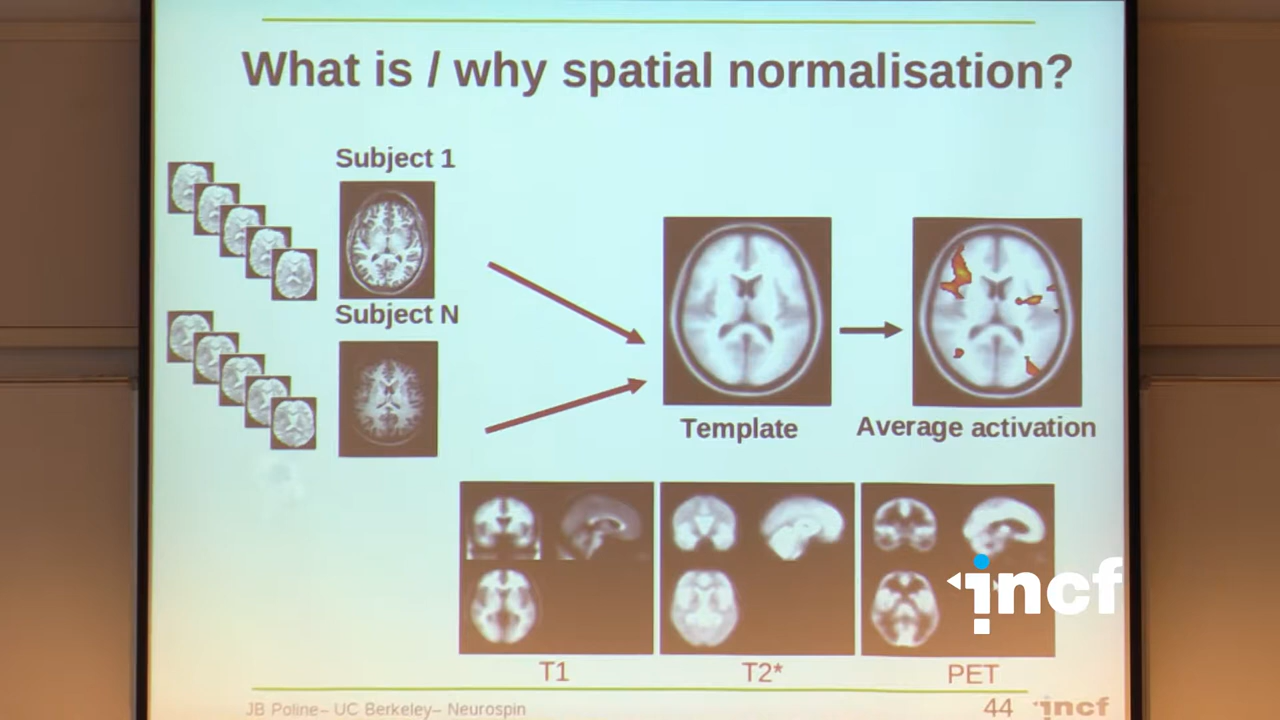 What is / why spatial normalisation?
Subject 1
Subject N
Template
Average activation
T1
T2*
PET
incf
JB Poline– UC Berkeley– Neurospin
44
incf